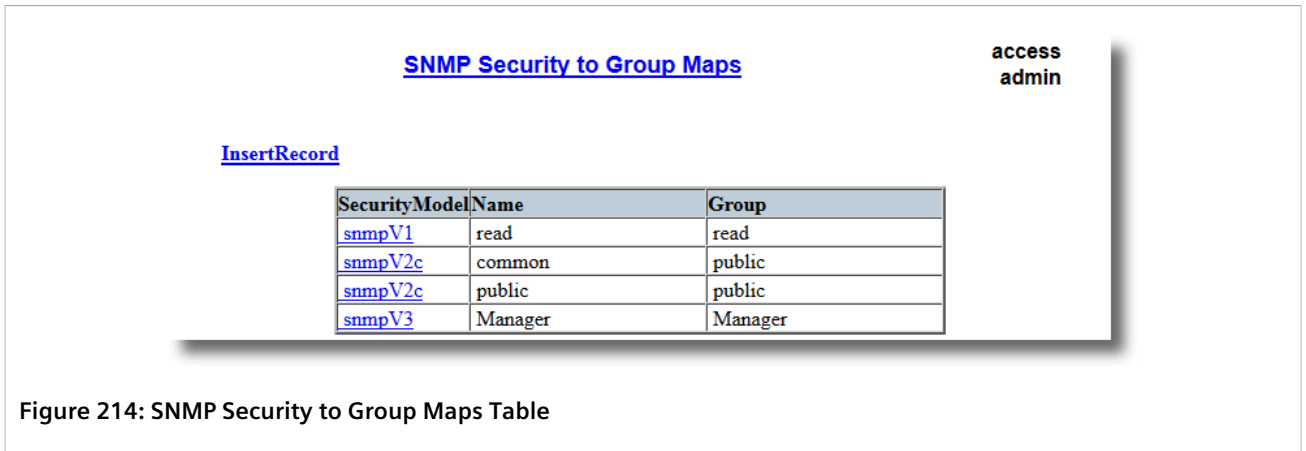 SNMP Security to Group Maps
access
admin
InsertRecord
SecurityModel Name Group
snmpV1 read read
snmpV2c common public
snmpV2c public public
snmpV3 Manager Manager
Figure 214: SNMP Security to Group Maps Table